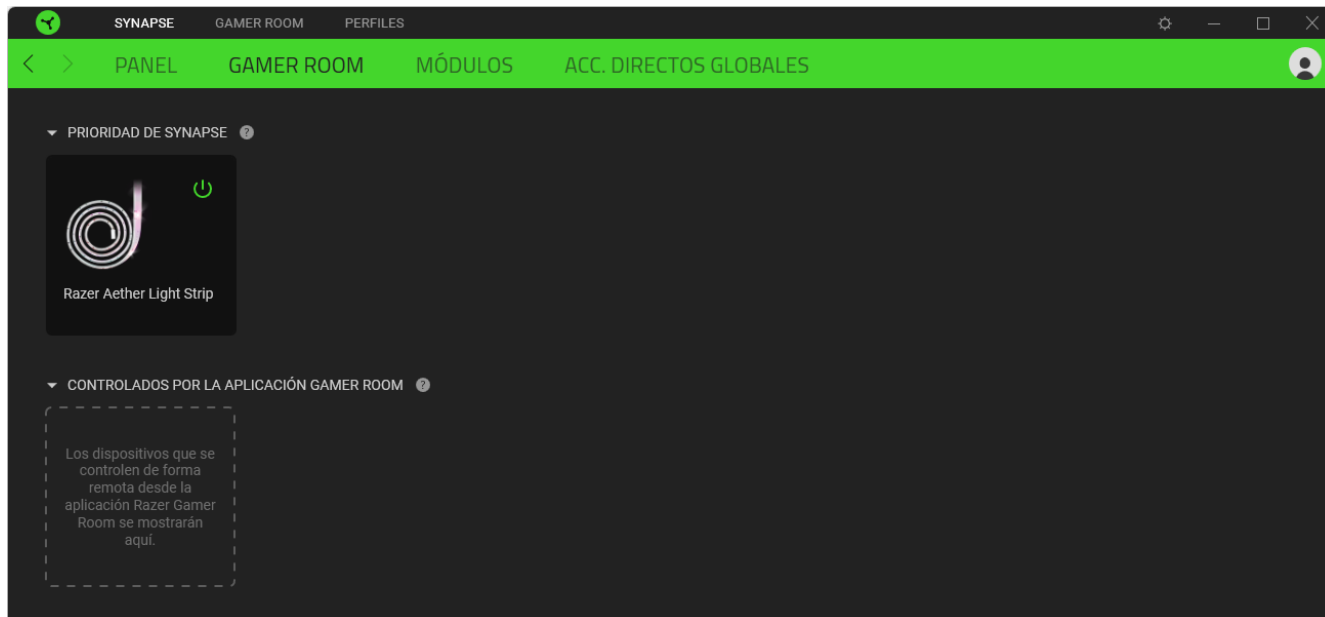 SYNAPSE GAMER ROOM PERFILES
PANEL GAMER ROOM MÓDULOS ACC. DIRECTOS GLOBALES
PRIORIDAD DE SYNAPSE ?
Razer Aether Light Strip
CONTROLADOS POR LA APLICACIÓN GAMER ROOM ?
Los dispositivos que se
controlen de forma
remota desde la
aplicación Razer Gamer
Room se mostrarán
aquí.